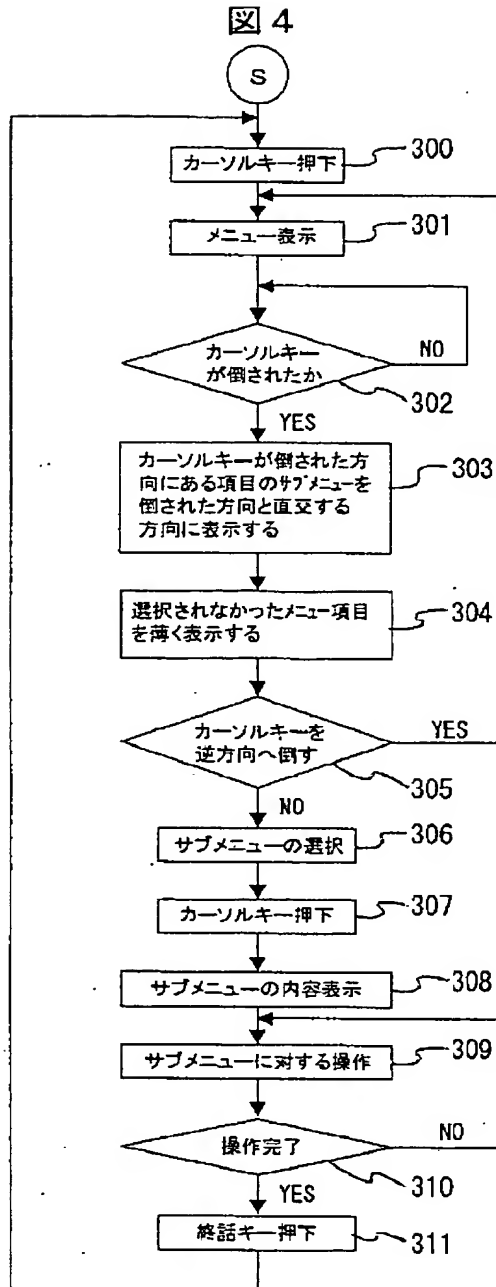 図 4
S
カーソルキー押下
300
メニュー表示
301
カーソルキー
が倒されたか
NO
302
YES
カーソルキーが倒された方
向にある項目のサブメニューを
倒された方向と直交する
方向に表示する
303
選択されなかったメニュー項目
を薄く表示する
304
カーソルキーを
逆方向へ倒す
YES
305
NO
サブメニューの選択
306
カーソルキー押下
307
サブメニューの内容表示
308
サブメニューに対する操作
309
操作完了
NO
310
YES
終話キー押下
311